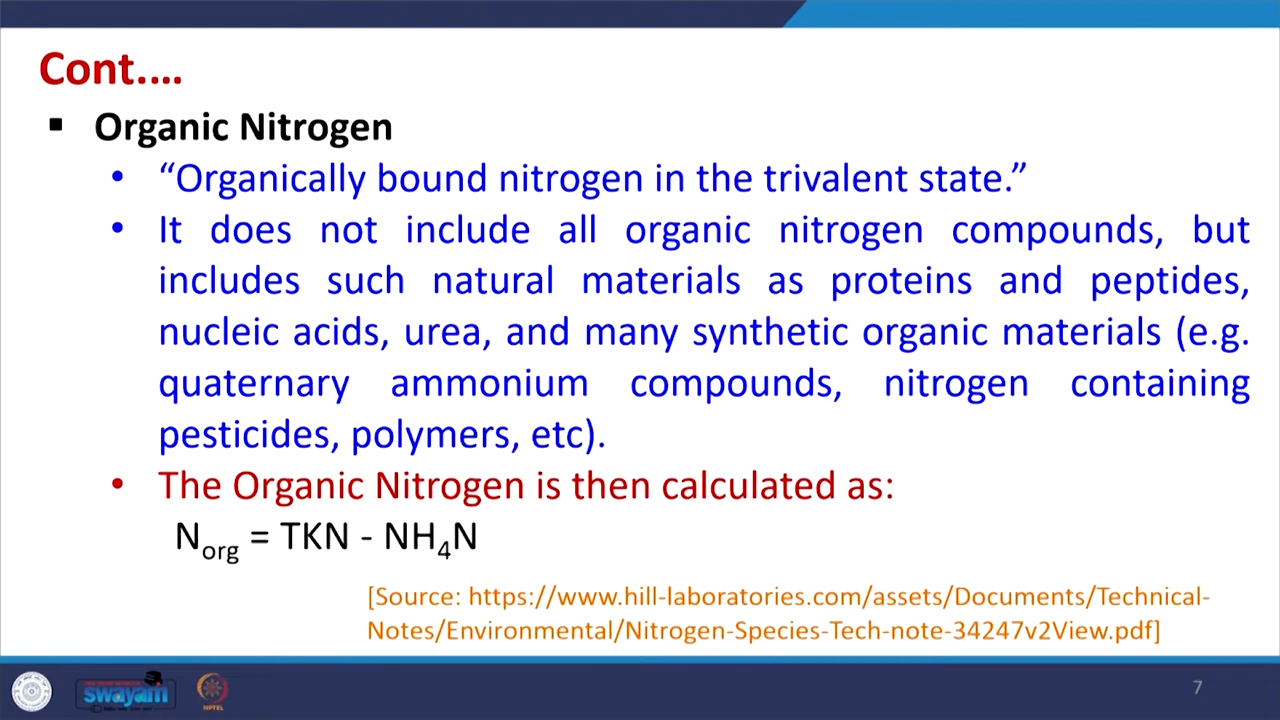 Cont.…
▪ Organic Nitrogen
• “Organically bound nitrogen in the trivalent state.”
• It does not include all organic nitrogen compounds, but
includes such natural materials as proteins and peptides,
nucleic acids, urea, and many synthetic organic materials (e.g.
quaternary ammonium compounds, nitrogen containing
pesticides, polymers, etc).
• The Organic Nitrogen is then calculated as:
N_org = TKN - NH₄N
[Source: https://www.hill-laboratories.com/assets/Documents/Technical-
Notes/Environmental/Nitrogen-Species-Tech-note-34247v2View.pdf]
swayam
NPTEL
7